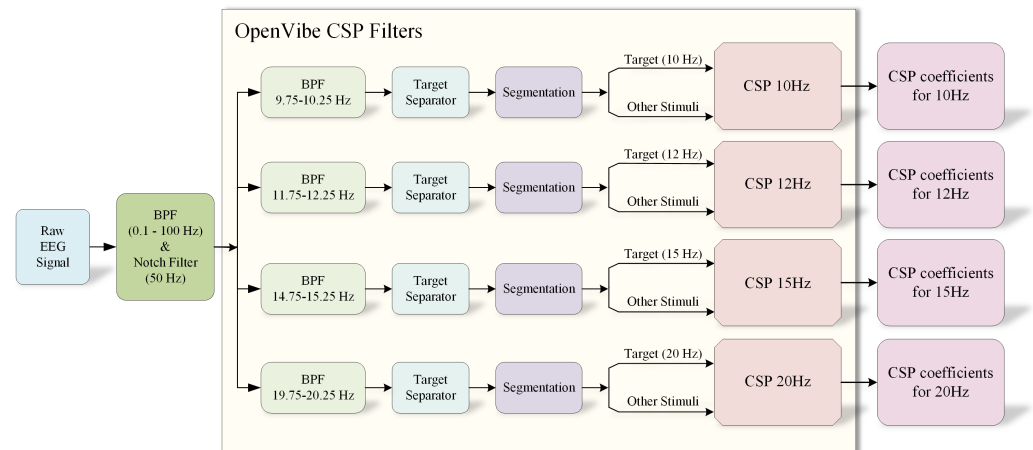 OpenVibe CSP Filters
Raw
EEG
Signal
BPF
(0.1 - 100 Hz)
&
Notch Filter
(50 Hz)
BPF
9.75-10.25 Hz
Target
Separator
Segmentation
Target (10 Hz)
Other Stimuli
CSP 10Hz
CSP coefficients
for 10Hz
BPF
11.75-12.25 Hz
Target
Separator
Segmentation
Target (12 Hz)
Other Stimuli
CSP 12Hz
CSP coefficients
for 12Hz
BPF
14.75-15.25 Hz
Target
Separator
Segmentation
Target (15 Hz)
Other Stimuli
CSP 15Hz
CSP coefficients
for 15Hz
BPF
19.75-20.25 Hz
Target
Separator
Segmentation
Target (20 Hz)
Other Stimuli
CSP 20Hz
CSP coefficients
for 20Hz